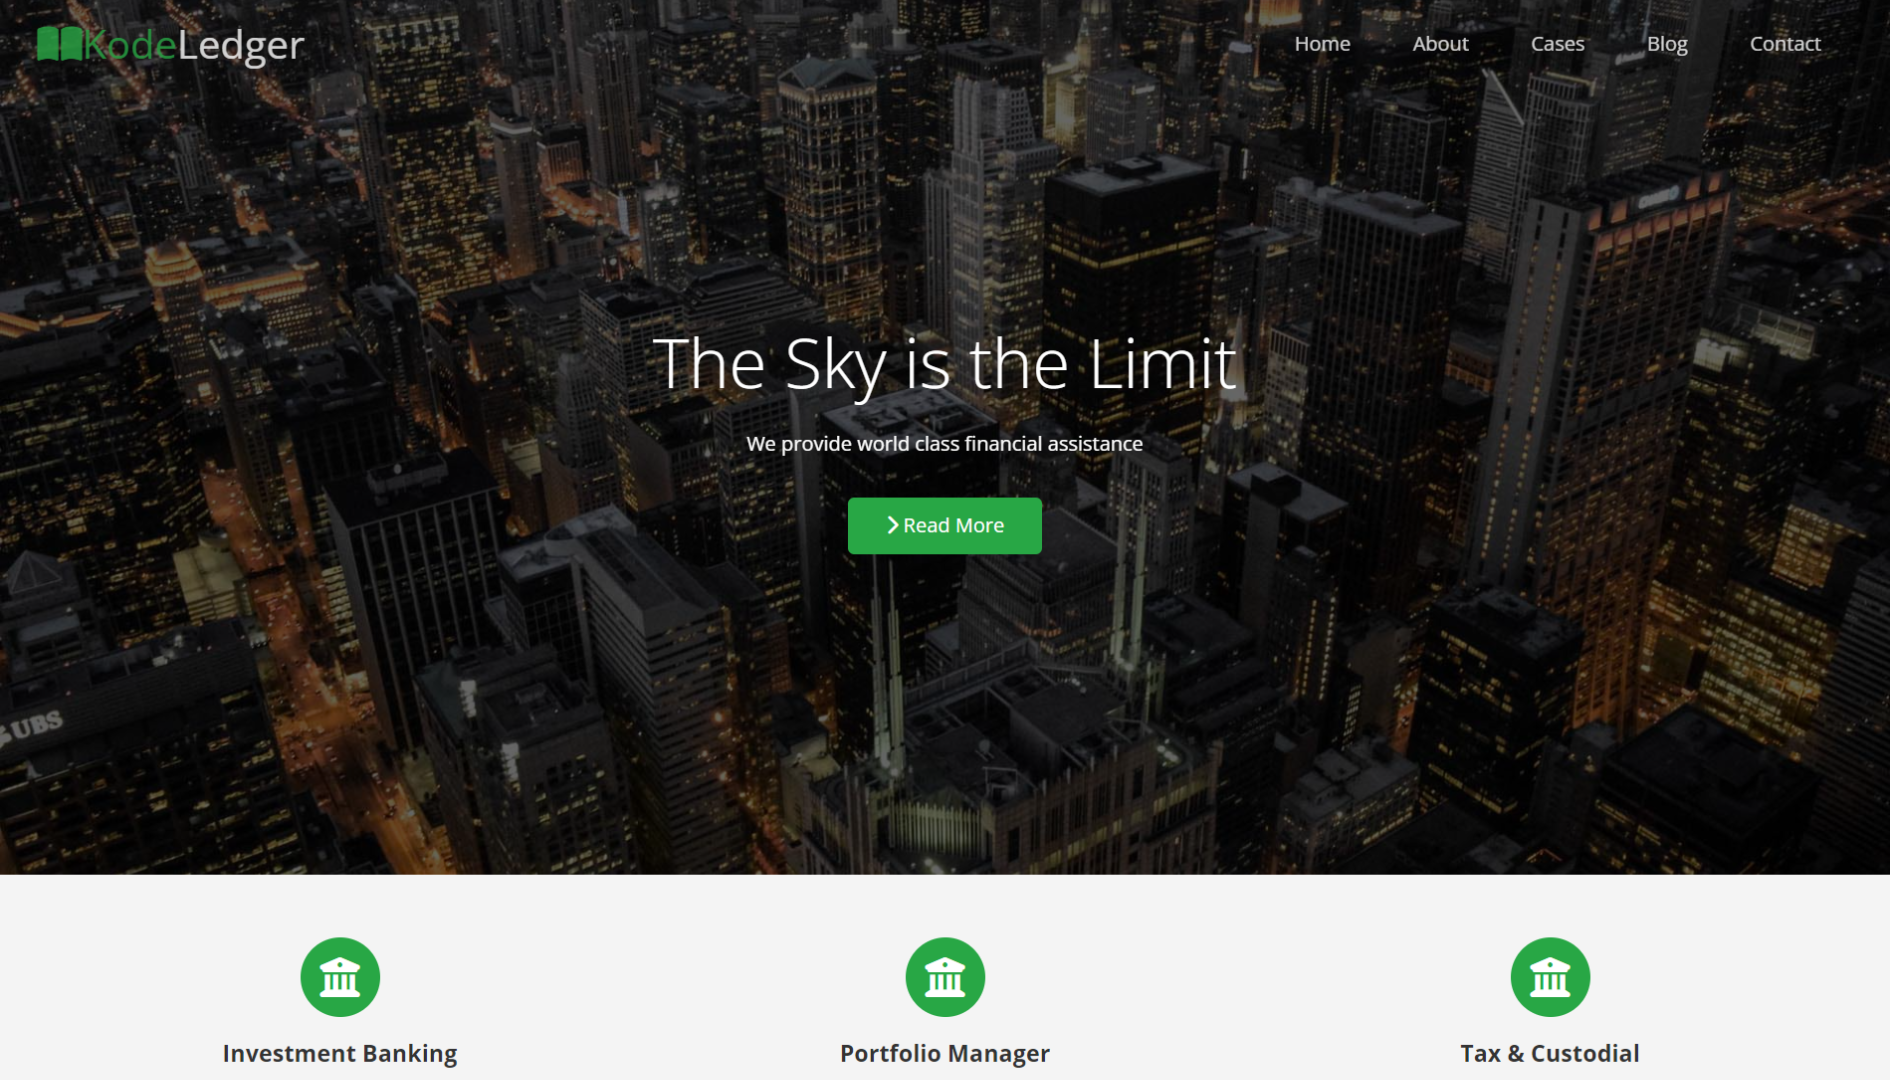 KodeLedger
Home About Cases Blog Contact
The Sky is the Limit
We provide world class financial assistance
Read More
UBS
Investment Banking Portfolio Manager Tax & Custodial